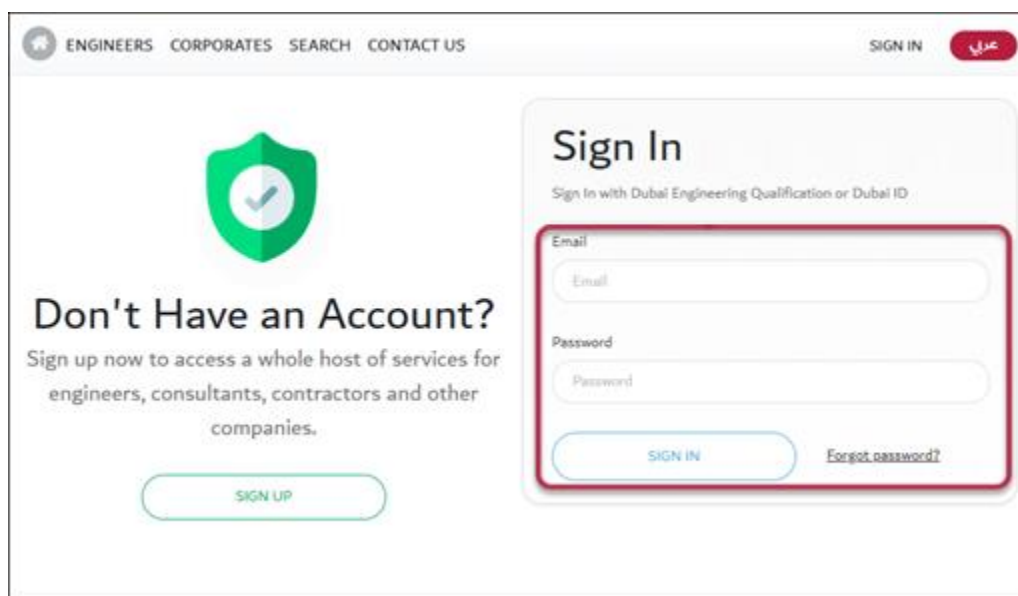 ENGINEERS CORPORATES SEARCH CONTACT US SIGN IN عربي
Don't Have an Account?
Sign up now to access a whole host of services for
engineers, consultants, contractors and other
companies.
SIGN UP
Sign In
Sign In with Dubai Engineering Qualification or Dubai ID
Email
Email
Password
Password
SIGN IN Forgot password?